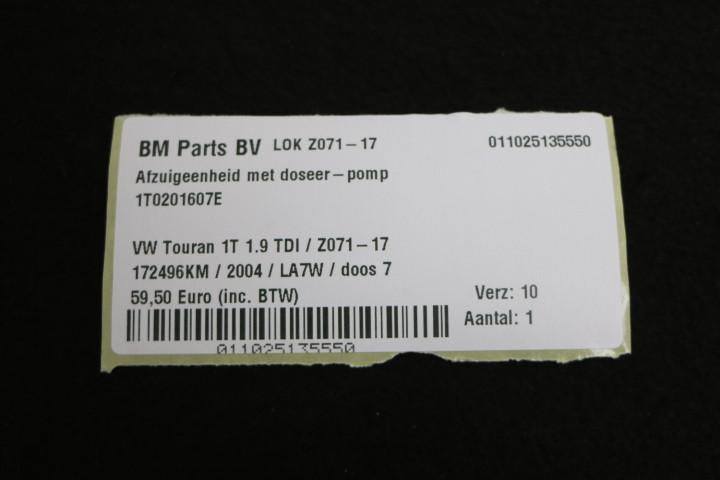 BM Parts BV LOK Z071-17 011025135550
Afzuigeenheid met doseer-pomp
1T0201607E
VW Touran 1T 1.9 TDI / Z071-17
172496KM / 2004 / LA7W / doos 7
59,50 Euro (inc. BTW) Verz: 10
Aantal: 1
011025135550